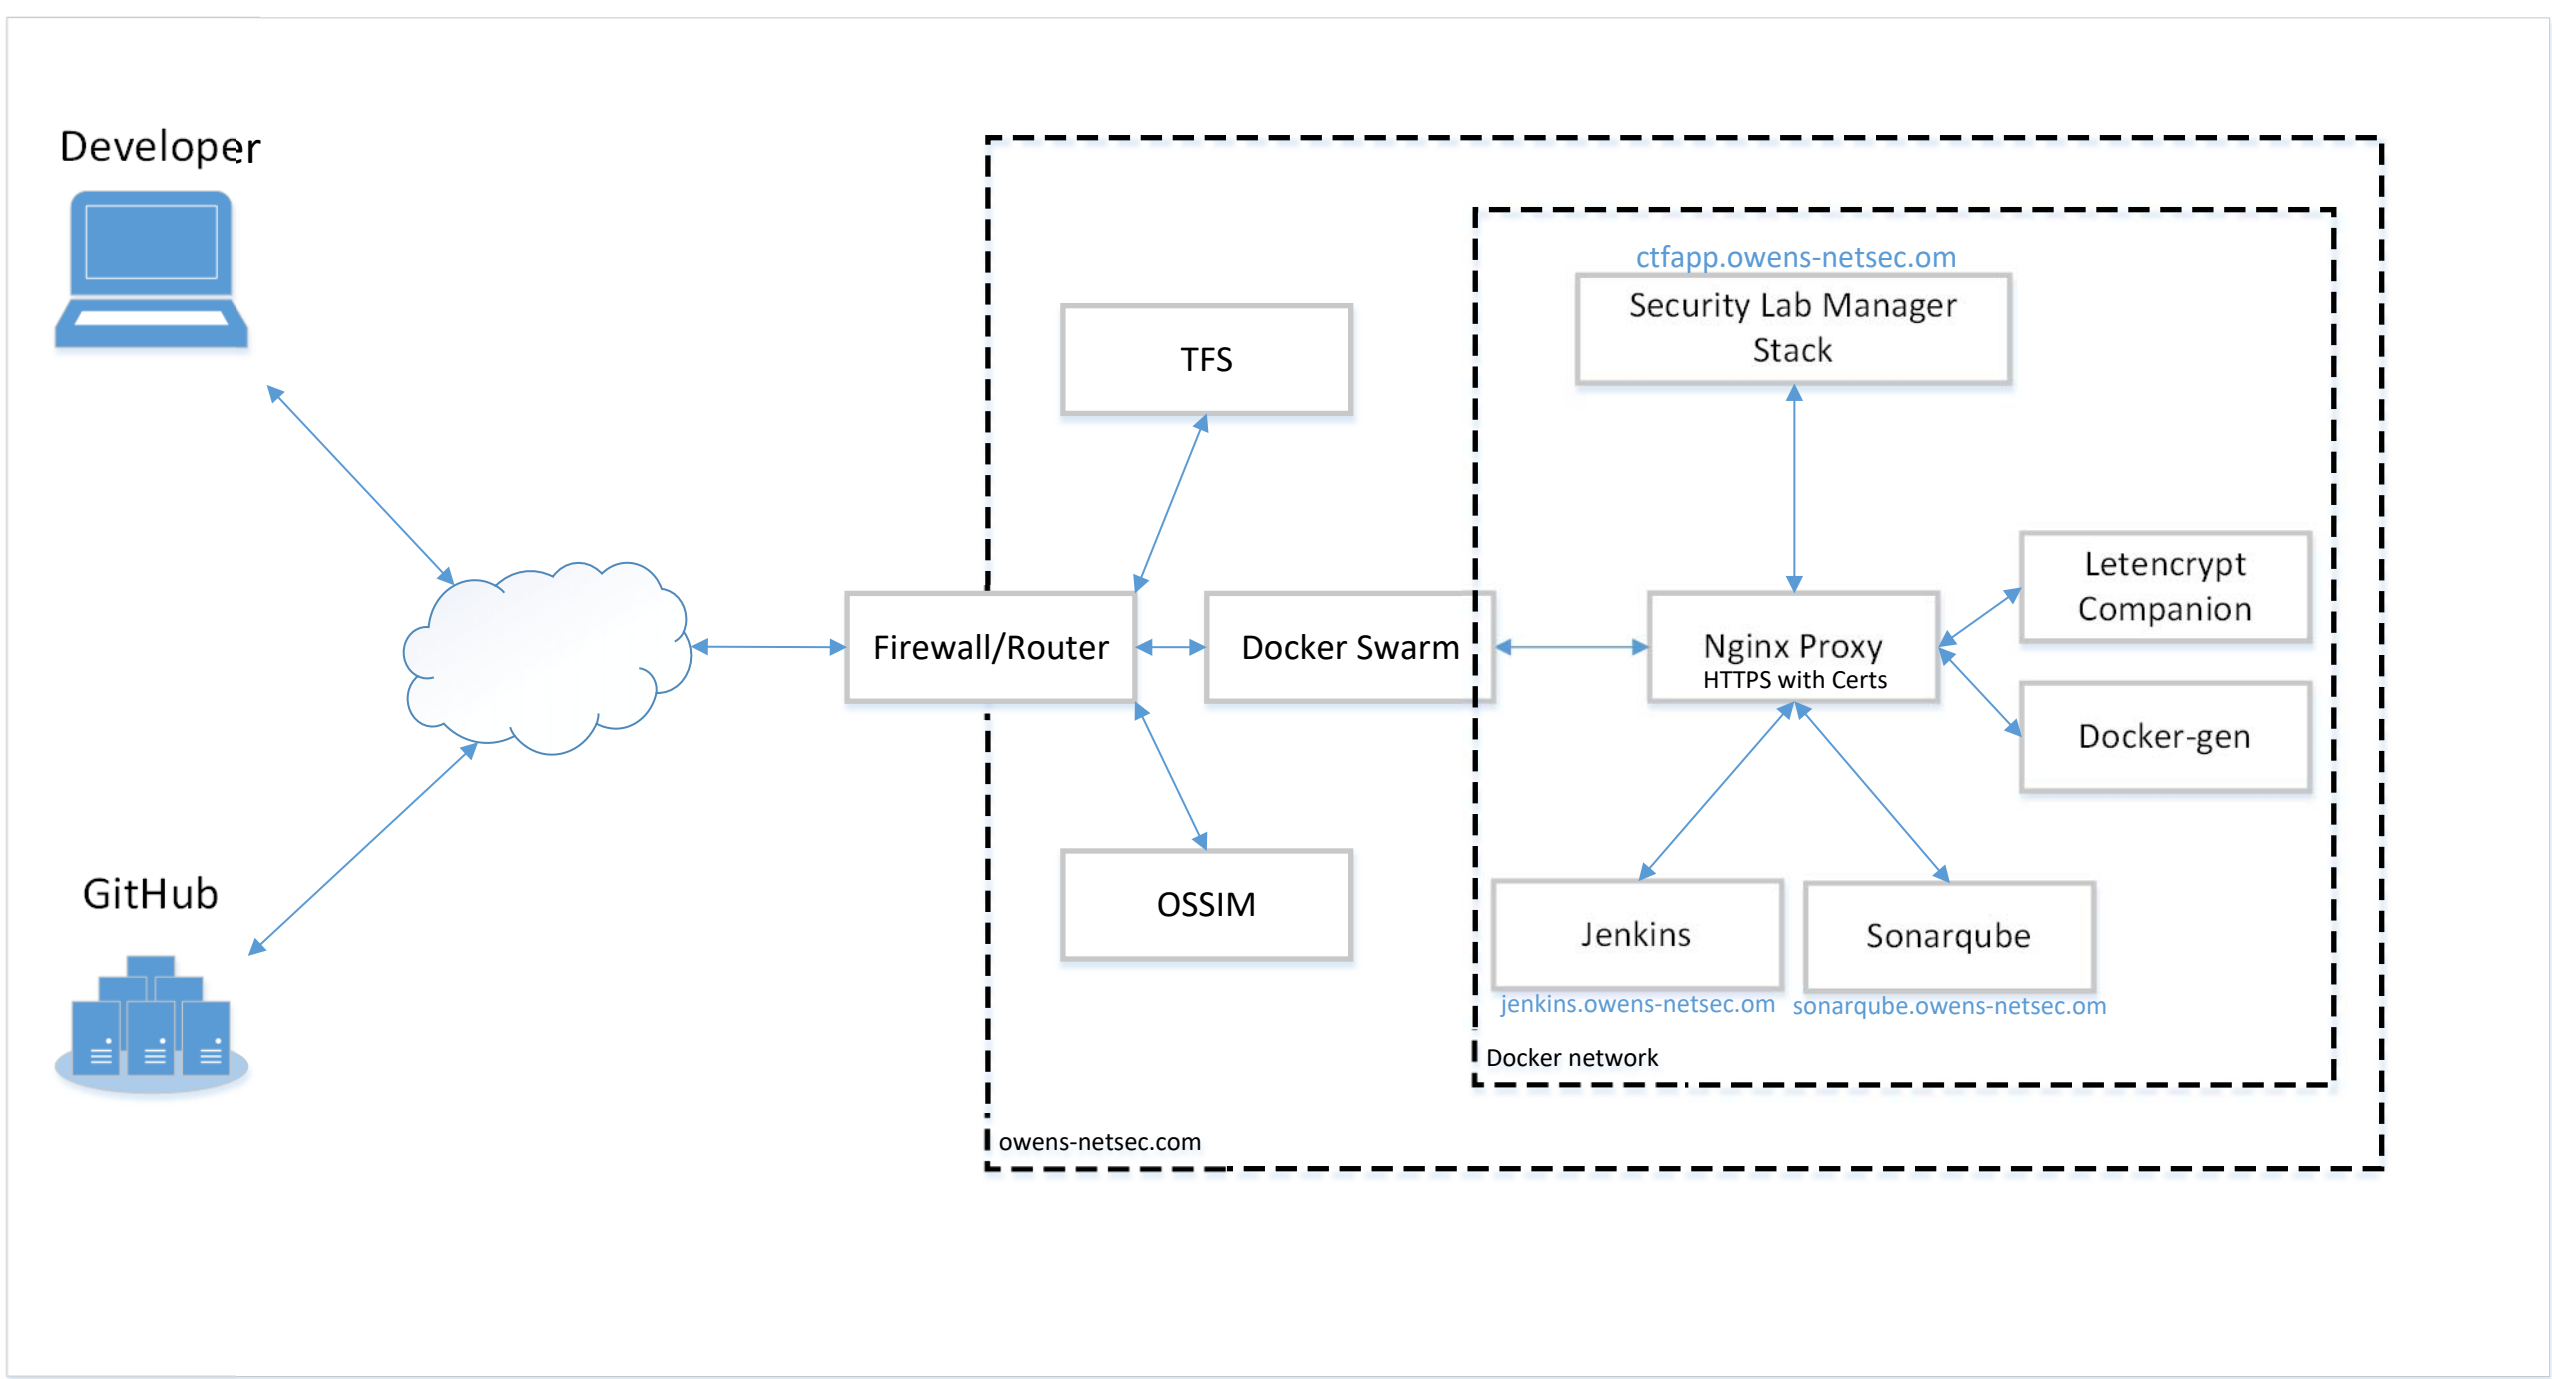 Developer
GitHub
Firewall/Router
TFS
Docker Swarm
OSSIM
ctfapp.owens-netsec.om
Security Lab Manager
Stack
Nginx Proxy
HTTPS with Certs
Letencrypt
Companion
Docker-gen
Jenkins
jenkins.owens-netsec.om
Sonarqube
sonarqube.owens-netsec.om
Docker network
owens-netsec.com